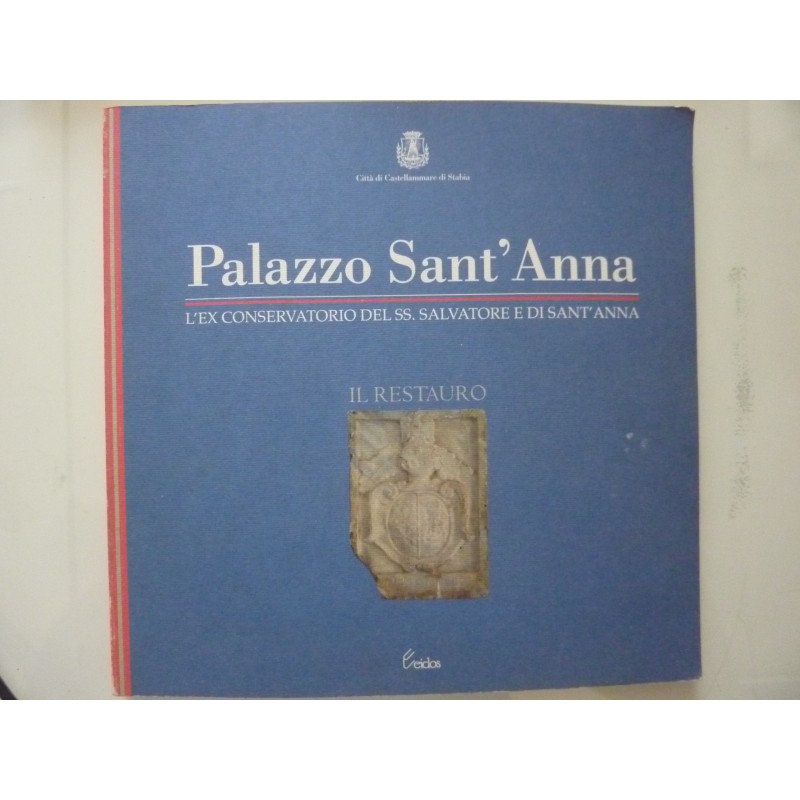 Città di Castellammare di Stabia
Palazzo Sant'Anna
L'EX CONSERVATORIO DEL SS. SALVATORE E DI SANT'ANNA
IL RESTAURO
eidos